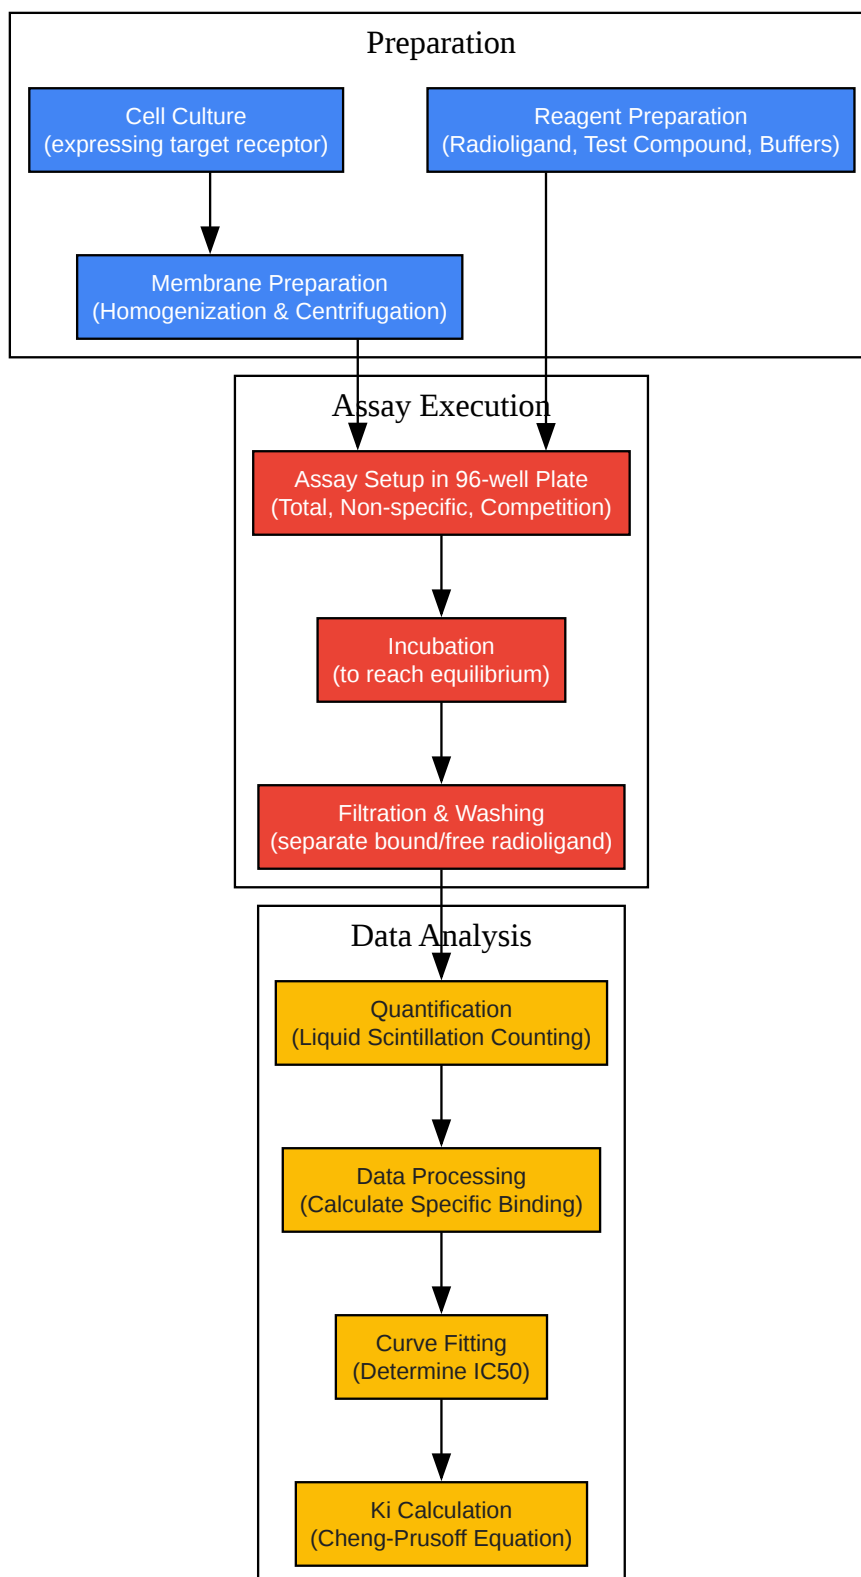 Preparation
Cell Culture
(expressing target receptor)
Reagent Preparation
(Radioligand, Test Compound, Buffers)
Membrane Preparation
(Homogenization & Centrifugation)
Assay Execution
Assay Setup in 96-well Plate
(Total, Non-specific, Competition)
Incubation
(to reach equilibrium)
Filtration & Washing
(separate bound/free radioligand)
Data Analysis
Quantification
(Liquid Scintillation Counting)
Data Processing
(Calculate Specific Binding)
Curve Fitting
(Determine IC50)
Ki Calculation
(Cheng-Prusoff Equation)